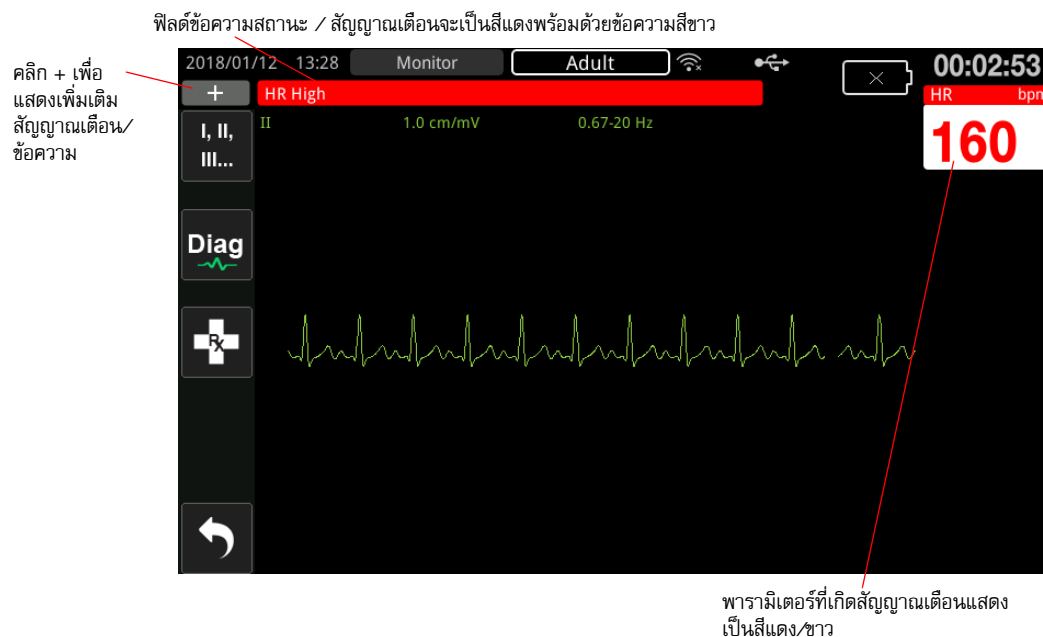 ฟิลด์ข้อความสถานะ / สัญญาณเตือนจะเป็นสีแดงพร้อมด้วยข้อความสีขาว
คลิก + เพื่อ
แสดงเพิ่มเติม
สัญญาณเตือน/
ข้อความ
2018/01/12 13:28 Monitor Adult 00:02:53
+ HR High HR bpm
I, II,
III...
II 1.0 cm/mV 0.67-20 Hz
160
Diag
Rx
พารามิเตอร์ที่เกิดสัญญาณเตือนแสดง
เป็นสีแดง/ขาว